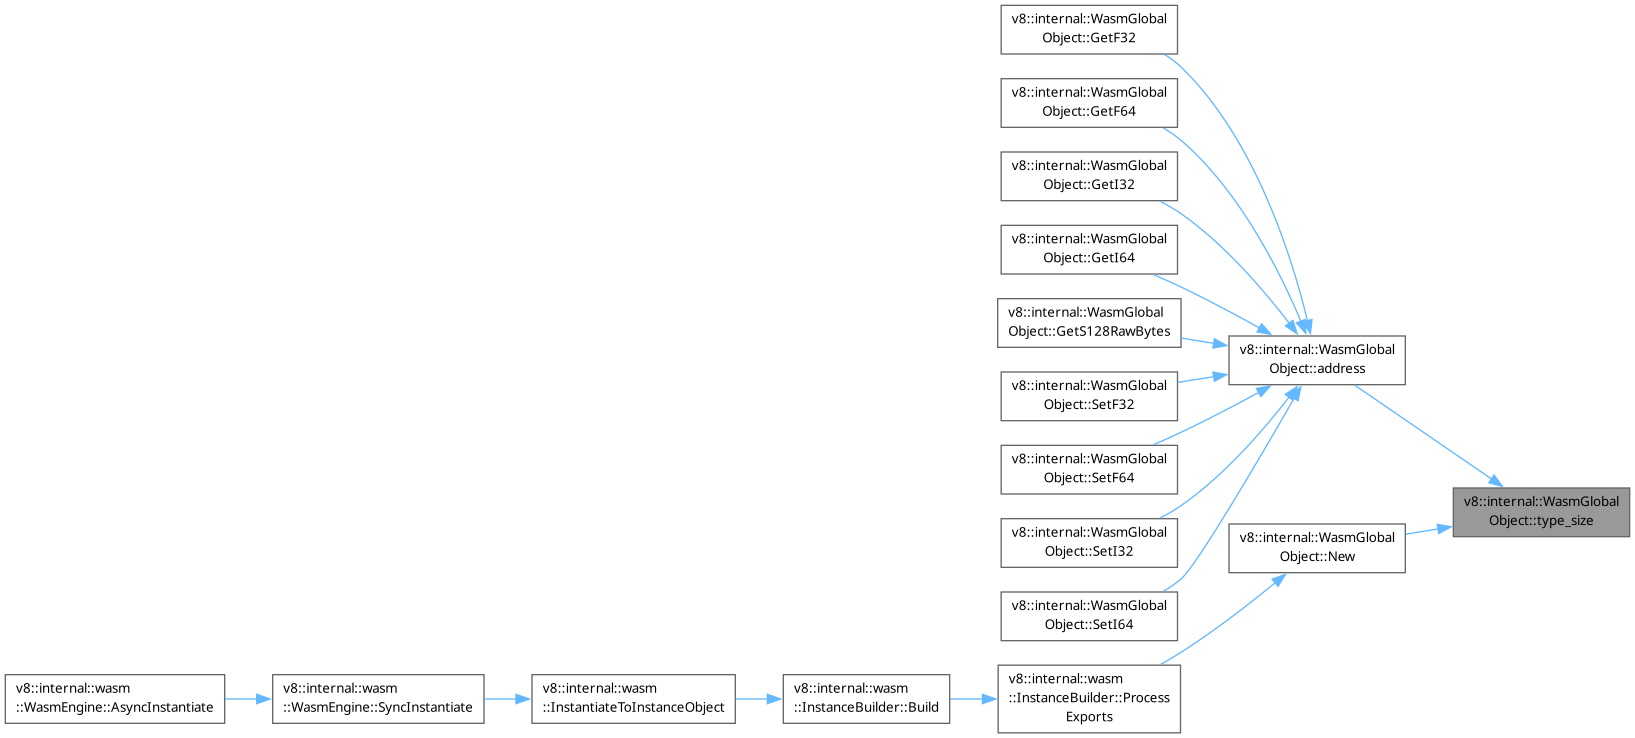 v8::internal::WasmGlobal
Object::GetF32
v8::internal::WasmGlobal
Object::GetF64
v8::internal::WasmGlobal
Object::GetI32
v8::internal::WasmGlobal
Object::GetI64
v8::internal::WasmGlobal
Object::GetS128RawBytes
v8::internal::WasmGlobal
Object::address
v8::internal::WasmGlobal
Object::SetF32
v8::internal::WasmGlobal
Object::SetF64
v8::internal::WasmGlobal
Object::type_size
v8::internal::WasmGlobal
Object::SetI32
v8::internal::WasmGlobal
Object::New
v8::internal::WasmGlobal
Object::SetI64
v8::internal::wasm
::WasmEngine::AsyncInstantiate
v8::internal::wasm
::WasmEngine::SyncInstantiate
v8::internal::wasm
::InstantiateToInstanceObject
v8::internal::wasm
::InstanceBuilder::Build
v8::internal::wasm
::InstanceBuilder::Process
Exports